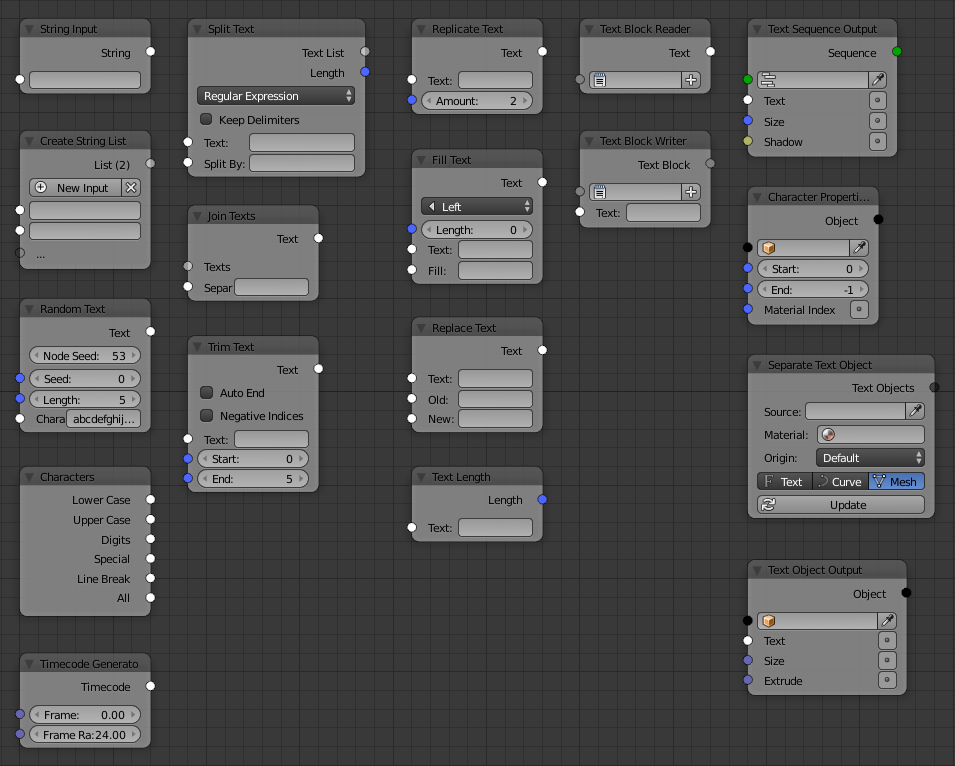 String Input
String
Create String List
List (2)
New Input
...
Random Text
Text
Node Seed: 53
Seed: 0
Length: 5
Chara abcdefghij...
Characters
Lower Case
Upper Case
Digits
Special
Line Break
All
Timecode Generato
Timecode
Frame: 0.00
Frame Ra:24.00
Split Text
Text List
Length
Regular Expression
Keep Delimiters
Text:
Split By:
Join Texts
Text
Texts
Separ
Trim Text
Text
Auto End
Negative Indices
Text:
Start: 0
End: 5
Replicate Text
Text
Text:
Amount: 2
Fill Text
Text
Left
Length: 0
Text:
Fill:
Replace Text
Text
Text:
Old:
New:
Text Length
Length
Text:
Text Block Reader
Text
Text Block Writer
Text Block
Text:
Text Sequence Output
Sequence
Text
Size
Shadow
Character Properti...
Object
Start: 0
End: -1
Material Index
Separate Text Object
Text Objects
Source:
Material:
Origin: Default
F Text Curve Mesh
Update
Text Object Output
Object
Text
Size
Extrude